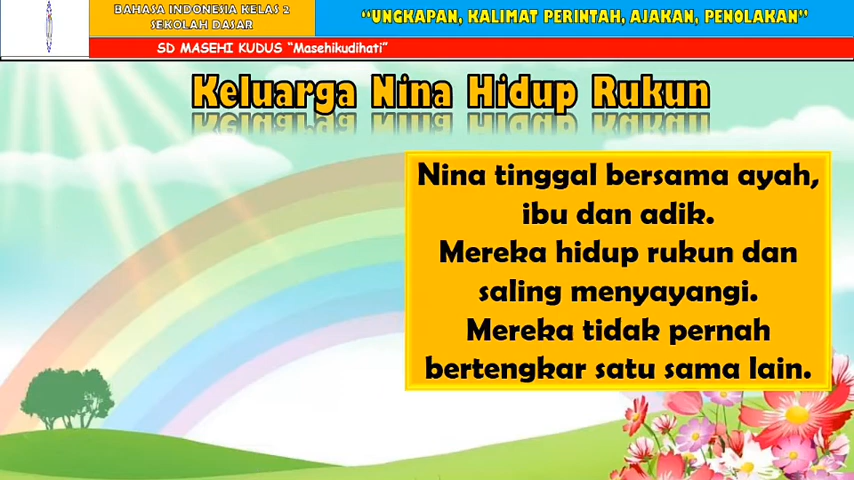 BAHASA INDONESIA KELAS 2
SEKOLAH DASAR
"UNGKAPAN, KALIMAT PERINTAH, AJAKAN, PENOLAKAN"
SD MASEHI KUDUS "Masehikudihati"
Keluarga Nina Hidup Rukun
Nina tinggal bersama ayah,
ibu dan adik.
Mereka hidup rukun dan
saling menyayangi.
Mereka tidak pernah
bertengkar satu sama lain.